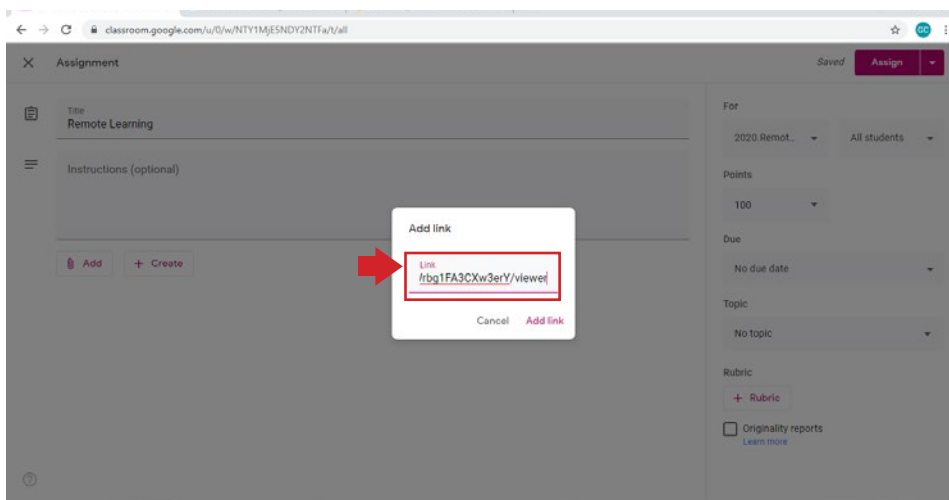 classroom.google.com/u/0/w/NTY1MjE5NDY2NTFa/t/all
GC
Assignment
Saved
Assign
Title
Remote Learning
Instructions (optional)
Add
+ Create
Add link
Link
/rbg1FA3CXw3erY/viewer
Cancel
Add link
For
2020 Remot...
All students
Points
100
Due
No due date
Topic
No topic
Rubric
+ Rubric
Originality reports
Learn more